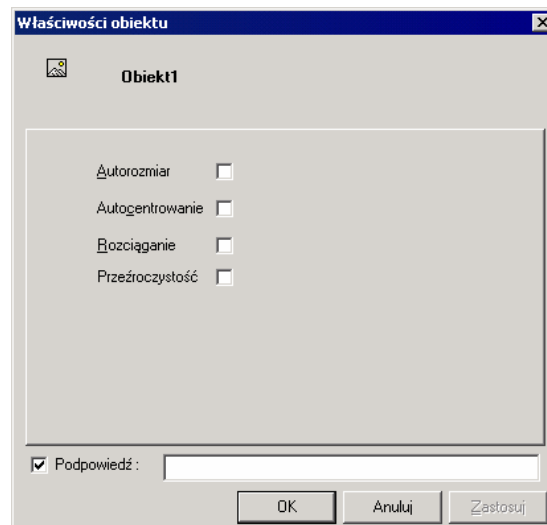 Właściwości obiektu
Obiekt1
Autorozmiar
Autocentrowanie
Rozciąganie
Przeźroczystość
Podpowiedź :
OK Anuluj Zastosuj